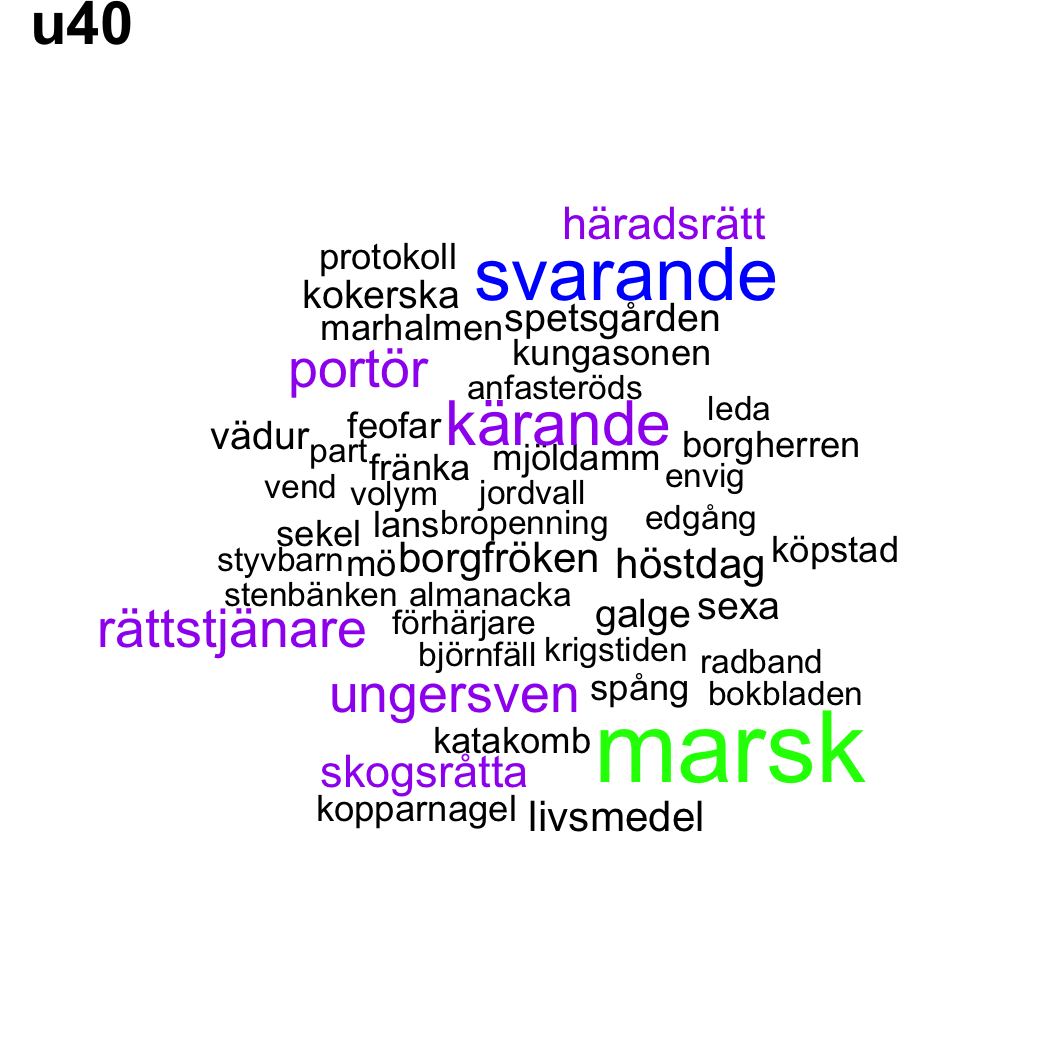 u40
häradsrätt
protokoll svarande
kokerska
marhalmen spetsgården
portör kungasonen
anfasteröds
leda
vädur feofar kärande borgherren
part fränka mjöldamm envig
vend volym jordvall
sekel lans bropenning edgång
styvbarn mö borgfröken höstdag köpstad
stenbänken almanacka galge sexa
rättstjänare förhärjare
björnfäll krigstiden radband
ungersven spång bokbladen
katakomb marsk
skogsråtta
kopparnagel livsmedel